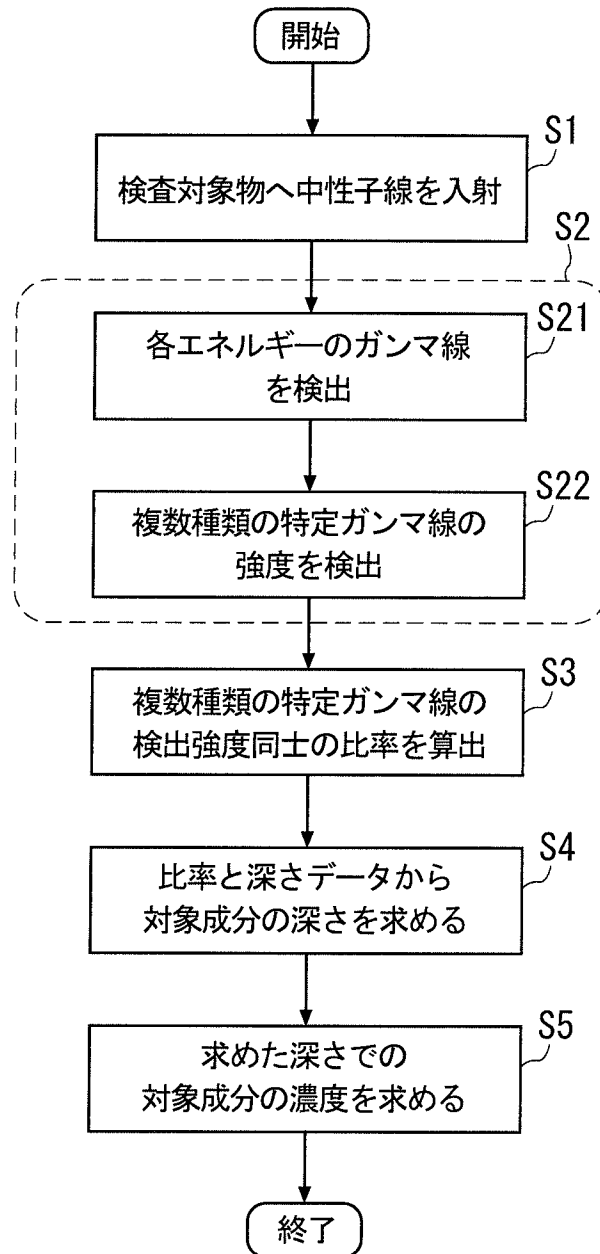 開始
S1
検査対象物へ中性子線を入射
S2
S21
各エネルギーのガンマ線
を検出
S22
複数種類の特定ガンマ線の
強度を検出
S3
複数種類の特定ガンマ線の
検出強度同士の比率を算出
S4
比率と深さデータから
対象成分の深さを求める
S5
求めた深さでの
対象成分の濃度を求める
終了